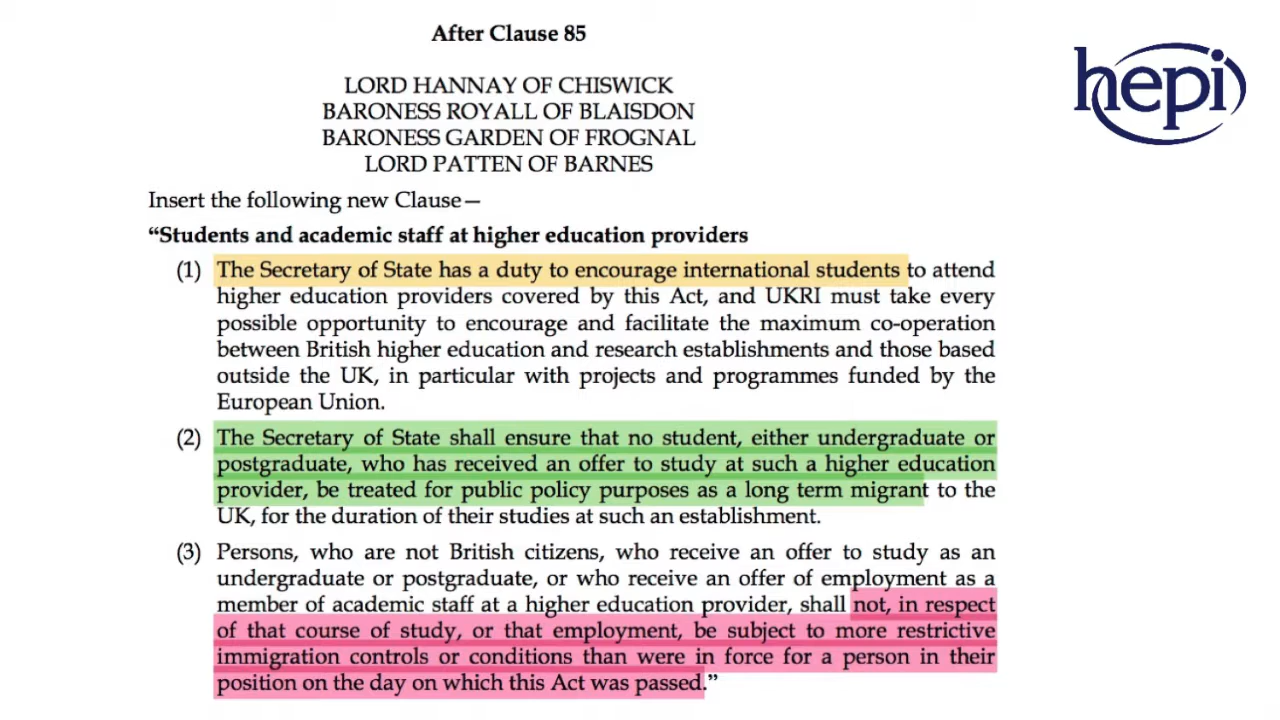 After Clause 85
hepi
LORD HANNAY OF CHISWICK
BARONESS ROYALL OF BLAISDON
BARONESS GARDEN OF FROGNAL
LORD PATTEN OF BARNES
Insert the following new Clause—
“Students and academic staff at higher education providers
(1) The Secretary of State has a duty to encourage international students to attend
higher education providers covered by this Act, and UKRI must take every
possible opportunity to encourage and facilitate the maximum co-operation
between British higher education and research establishments and those based
outside the UK, in particular with projects and programmes funded by the
European Union.
(2) The Secretary of State shall ensure that no student, either undergraduate or
postgraduate, who has received an offer to study at such a higher education
provider, be treated for public policy purposes as a long term migrant to the
UK, for the duration of their studies at such an establishment.
(3) Persons, who are not British citizens, who receive an offer to study as an
undergraduate or postgraduate, or who receive an offer of employment as a
member of academic staff at a higher education provider, shall not, in respect
of that course of study, or that employment, be subject to more restrictive
immigration controls or conditions than were in force for a person in their
position on the day on which this Act was passed.”